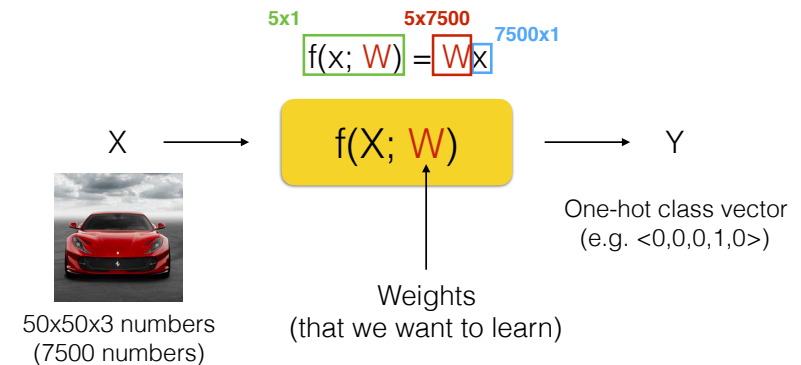 5x1 5x7500
7500x1
f(x; W) = Wx
X f(X; W) Y
One-hot class vector
(e.g. <0,0,0,1,0>)
Weights
(that we want to learn)
50x50x3 numbers
(7500 numbers)